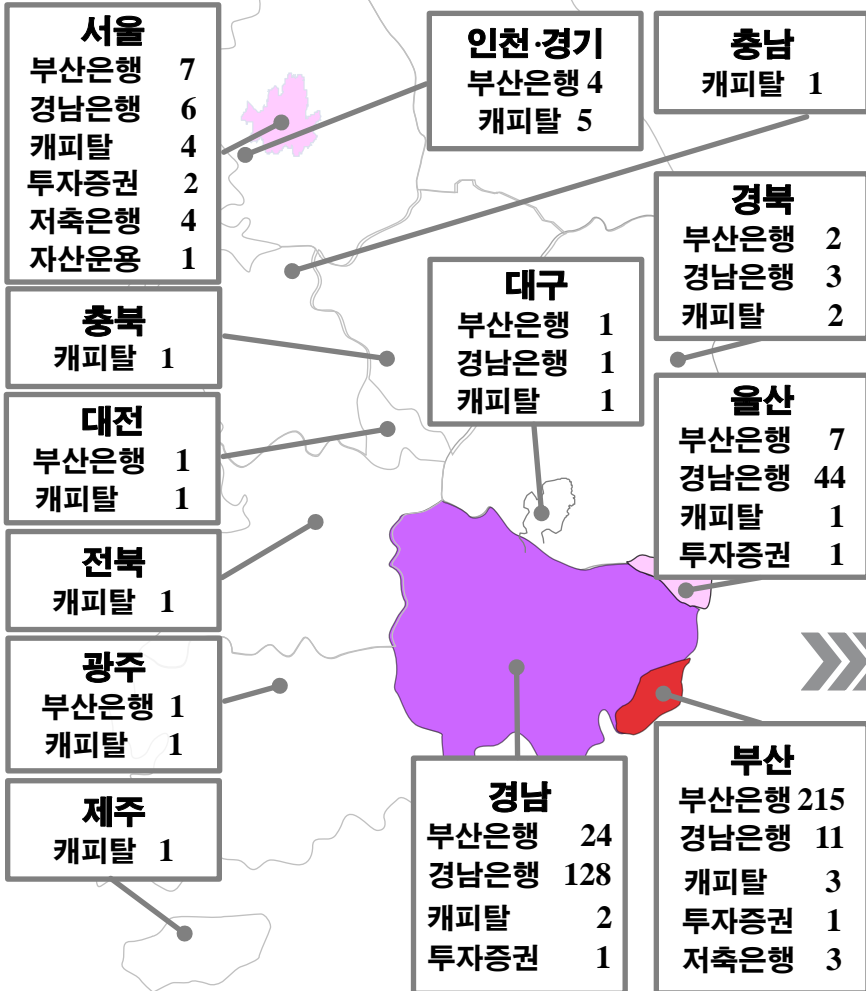 서울
부산은행 7
경남은행 6
캐피탈 4
투자증권 2
저축은행 4
자산운용 1
인천·경기
부산은행 4
캐피탈 5
충남
캐피탈 1
경북
부산은행 2
경남은행 3
캐피탈 2
대구
부산은행 1
경남은행 1
캐피탈 1
충북
캐피탈 1
울산
부산은행 7
경남은행 44
캐피탈 1
투자증권 1
대전
부산은행 1
캐피탈 1
전북
캐피탈 1
광주
부산은행 1
캐피탈 1
제주
캐피탈 1
경남
부산은행 24
경남은행 128
캐피탈 2
투자증권 1
부산
부산은행 215
경남은행 11
캐피탈 3
투자증권 1
저축은행 3